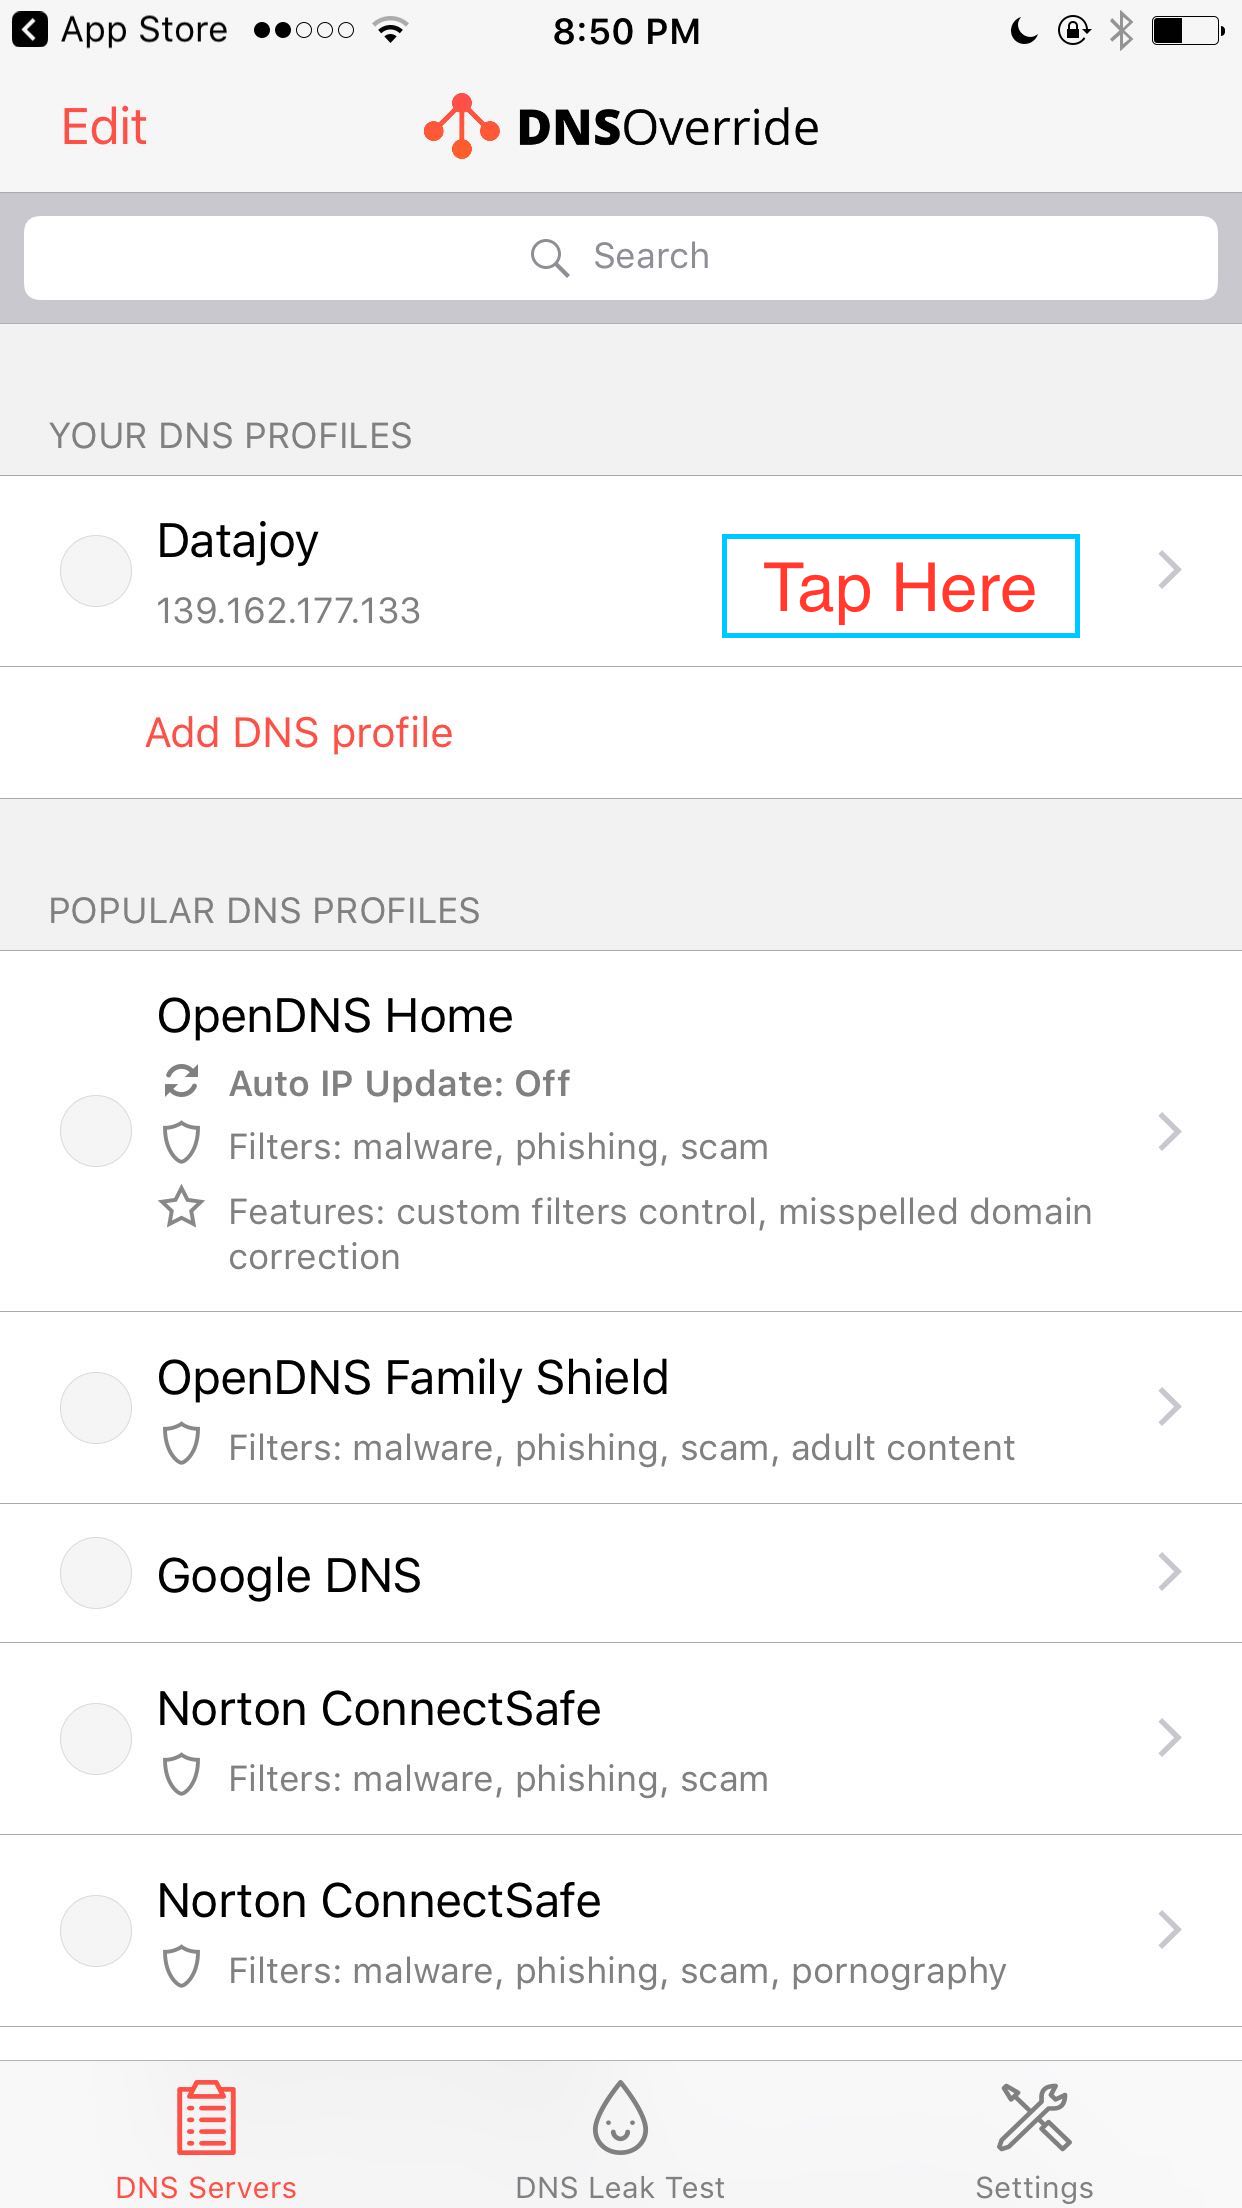 App Store
8:50 PM
Edit
DNSOverride
Search
YOUR DNS PROFILES
Datajoy
139.162.177.133
Tap Here
Add DNS profile
POPULAR DNS PROFILES
OpenDNS Home
Auto IP Update: Off
Filters: malware, phishing, scam
Features: custom filters control, misspelled domain
correction
OpenDNS Family Shield
Filters: malware, phishing, scam, adult content
Google DNS
Norton ConnectSafe
Filters: malware, phishing, scam
Norton ConnectSafe
Filters: malware, phishing, scam, pornography
DNS Servers
DNS Leak Test
Settings